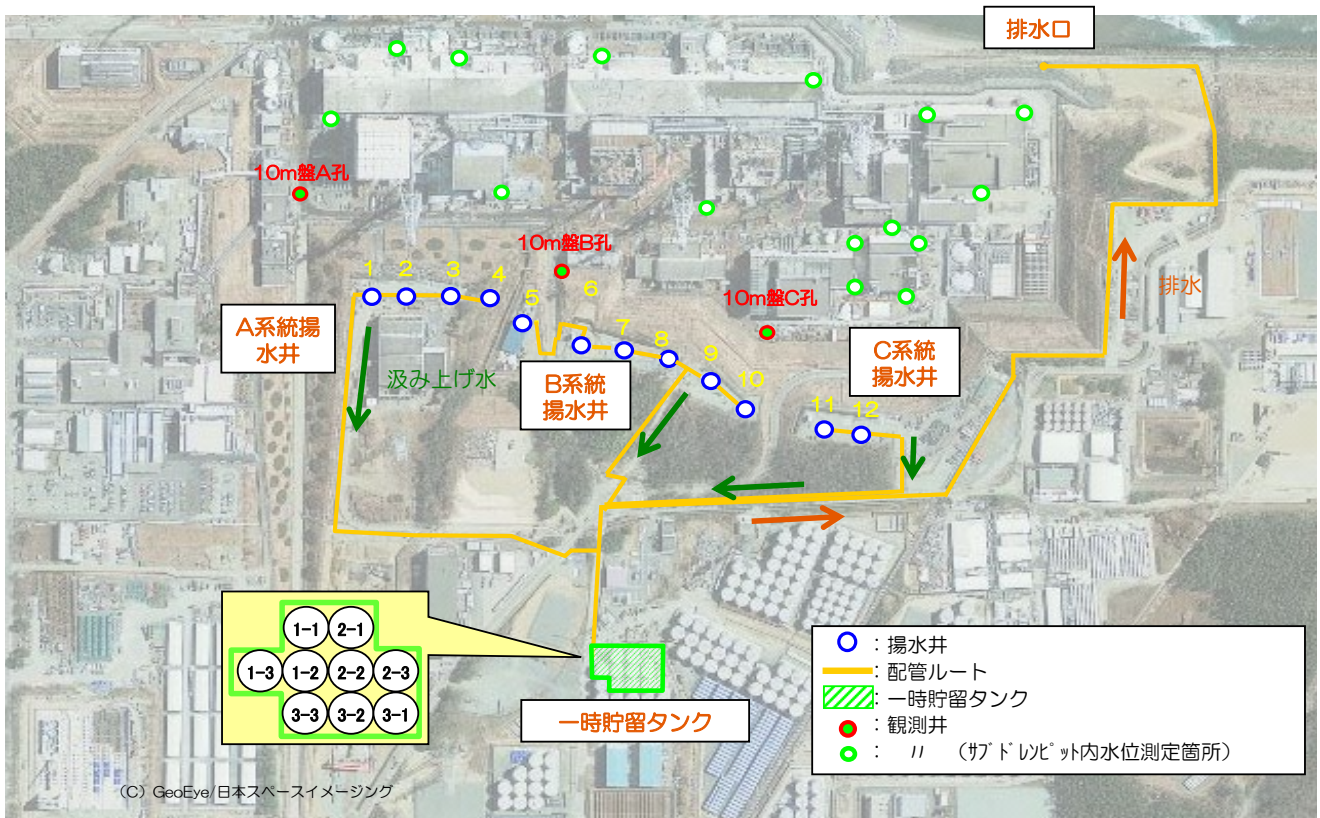 排水口
10m盤A孔
10m盤B孔
10m盤C孔
1
2
3
4
5
6
7
8
9
10
11
12
A系統揚
水井
汲み上げ水
B系統
揚水井
C系統
揚水井
排水
1-1
2-1
1-3
1-2
2-2
2-3
3-3
3-2
3-1
一時貯留タンク
：揚水井
：配管ルート
：一時貯留タンク
：観測井
： 〃 （ｻﾌﾞﾄﾞﾚﾝﾋﾟｯﾄ内水位測定箇所）
（C）GeoEye/日本スペースイメージング